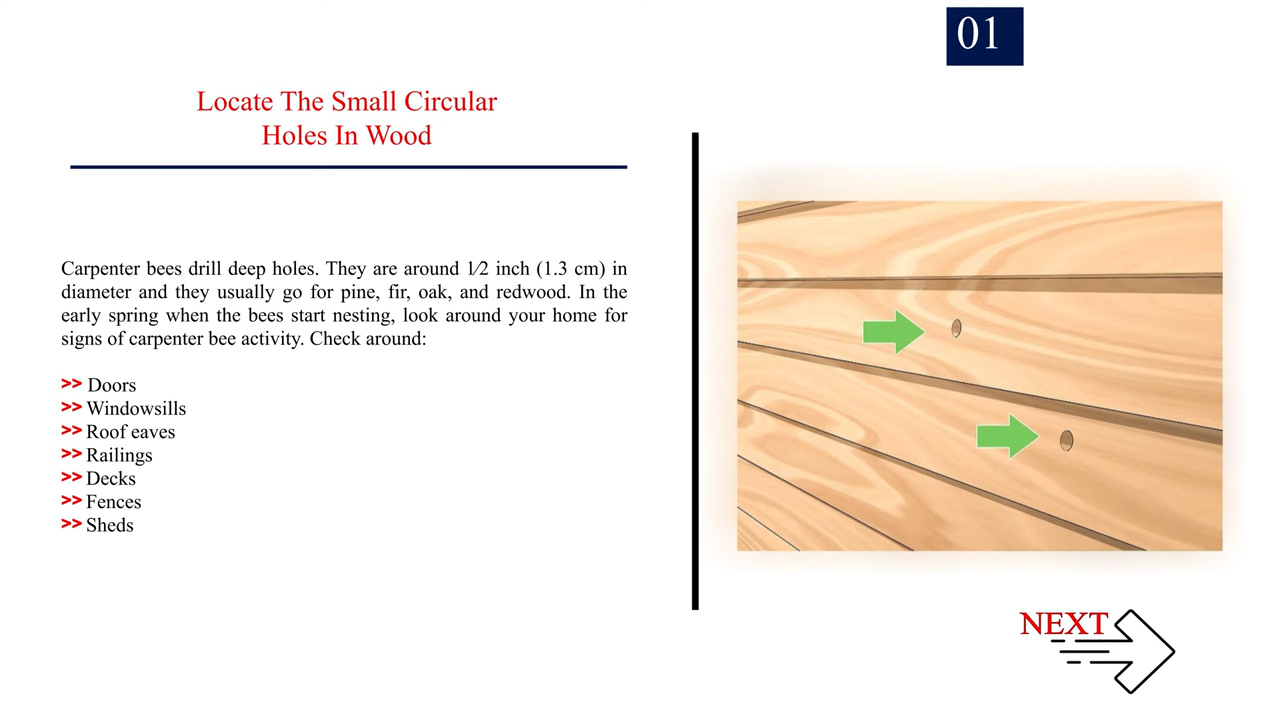 01
Locate The Small Circular
Holes In Wood
Carpenter bees drill deep holes. They are around 1⁄2 inch (1.3 cm) in
diameter and they usually go for pine, fir, oak, and redwood. In the
early spring when the bees start nesting, look around your home for
signs of carpenter bee activity. Check around:
>> Doors
>> Windowsills
>> Roof eaves
>> Railings
>> Decks
>> Fences
>> Sheds
NEXT